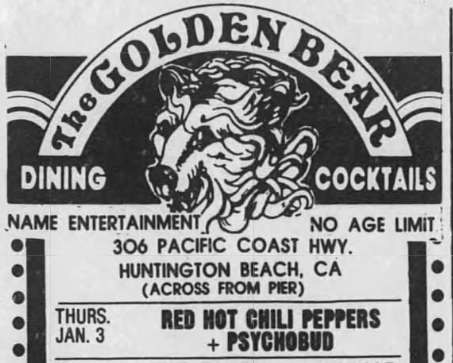 The GOLDEN BEAR
DINING COCKTAILS
NAME ENTERTAINMENT NO AGE LIMIT
306 PACIFIC COAST HWY.
HUNTINGTON BEACH, CA
(ACROSS FROM PIER)
THURS. RED HOT CHILI PEPPERS
JAN. 3 + PSYCHOBUD